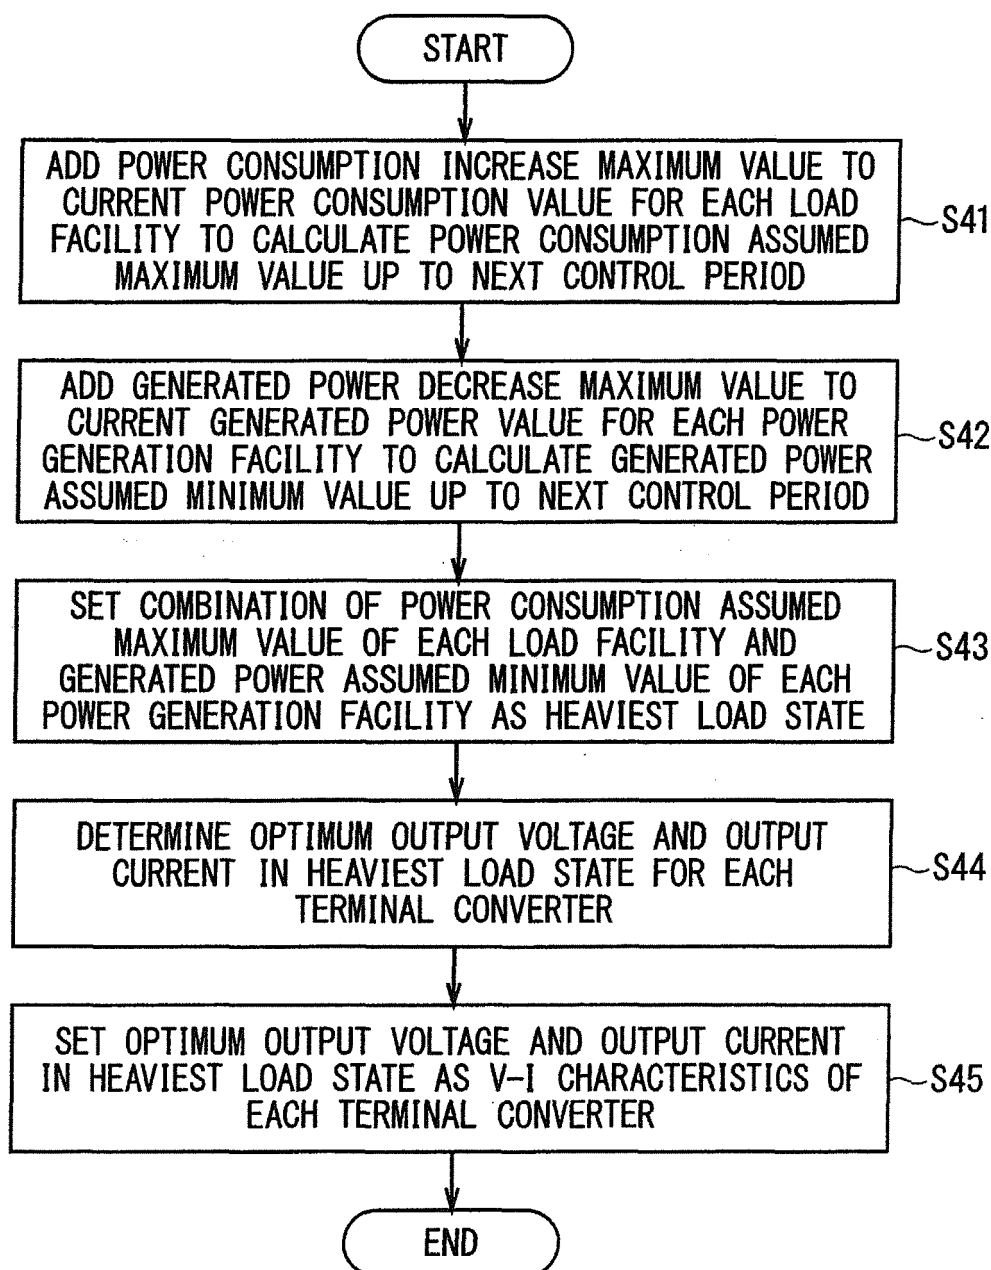 START
ADD POWER CONSUMPTION INCREASE MAXIMUM VALUE TO
CURRENT POWER CONSUMPTION VALUE FOR EACH LOAD
FACILITY TO CALCULATE POWER CONSUMPTION ASSUMED
MAXIMUM VALUE UP TO NEXT CONTROL PERIOD
S41
ADD GENERATED POWER DECREASE MAXIMUM VALUE TO
CURRENT GENERATED POWER VALUE FOR EACH POWER
GENERATION FACILITY TO CALCULATE GENERATED POWER
ASSUMED MINIMUM VALUE UP TO NEXT CONTROL PERIOD
S42
SET COMBINATION OF POWER CONSUMPTION ASSUMED
MAXIMUM VALUE OF EACH LOAD FACILITY AND
GENERATED POWER ASSUMED MINIMUM VALUE OF EACH
POWER GENERATION FACILITY AS HEAVIEST LOAD STATE
S43
DETERMINE OPTIMUM OUTPUT VOLTAGE AND OUTPUT
CURRENT IN HEAVIEST LOAD STATE FOR EACH
TERMINAL CONVERTER
S44
SET OPTIMUM OUTPUT VOLTAGE AND OUTPUT CURRENT
IN HEAVIEST LOAD STATE AS V-I CHARACTERISTICS OF
EACH TERMINAL CONVERTER
S45
END